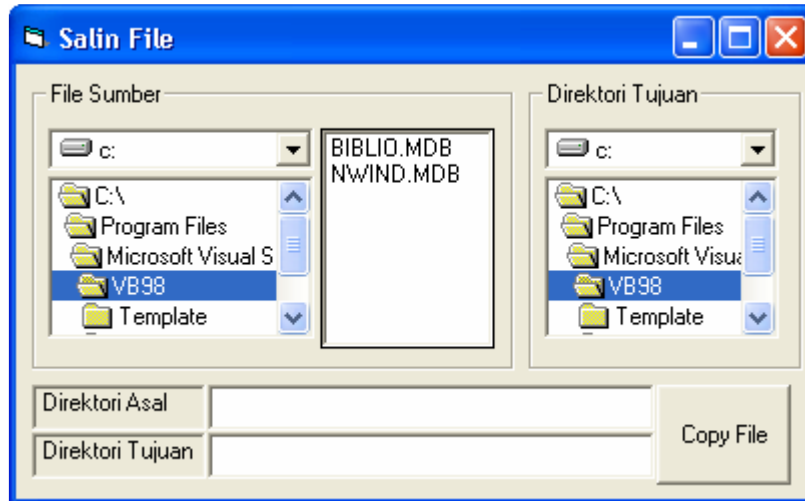 Salin File
File Sumber
c:
C:\
Program Files
Microsoft Visual S
VB98
Template
BIBLIO.MDB
NWIND.MDB
Direktori Tujuan
c:
C:\
Program Files
Microsoft Visua
VB98
Template
Direktori Asal
Direktori Tujuan
Copy File